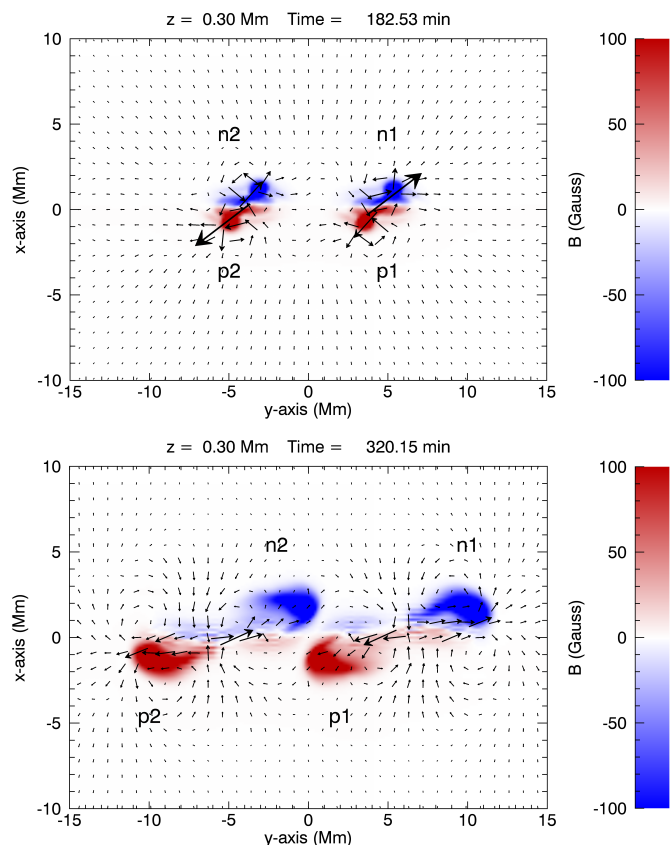 z = 0.30 Mm Time = 182.53 min
10
5
0
-5
-10
x-axis (Mm)
n2
n1
p2
p1
-15
-10
-5
0
5
10
15
y-axis (Mm)
100
50
0
-50
-100
B (Gauss)
z = 0.30 Mm Time = 320.15 min
10
5
0
-5
-10
x-axis (Mm)
n2
n1
p2
p1
-15
-10
-5
0
5
10
15
y-axis (Mm)
100
50
0
-50
-100
B (Gauss)